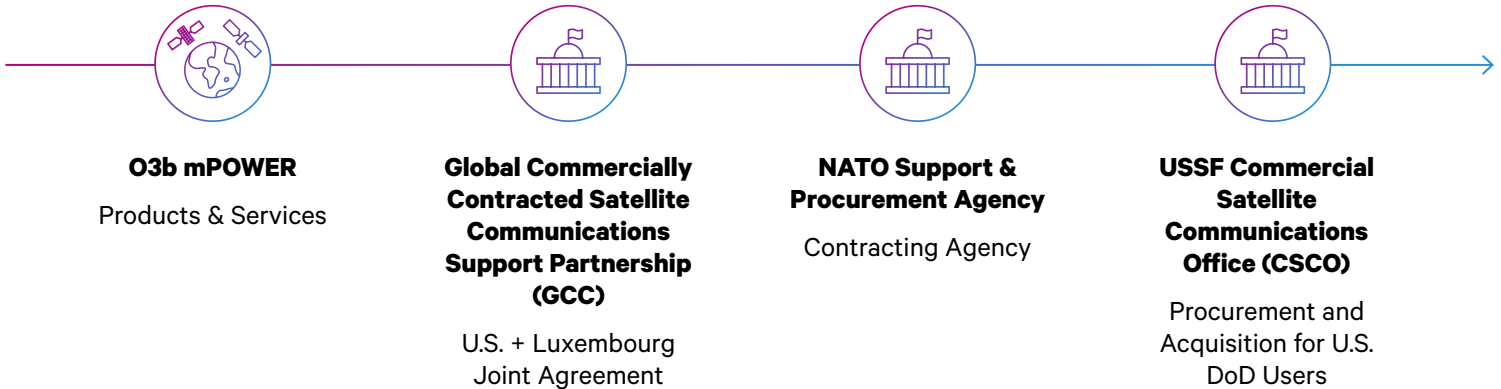 O3b mPOWER
Products & Services
Global Commercially
Contracted Satellite
Communications
Support Partnership
(GCC)
U.S. + Luxembourg
Joint Agreement
NATO Support &
Procurement Agency
Contracting Agency
USSF Commercial
Satellite
Communications
Office (CSCO)
Procurement and
Acquisition for U.S.
DoD Users